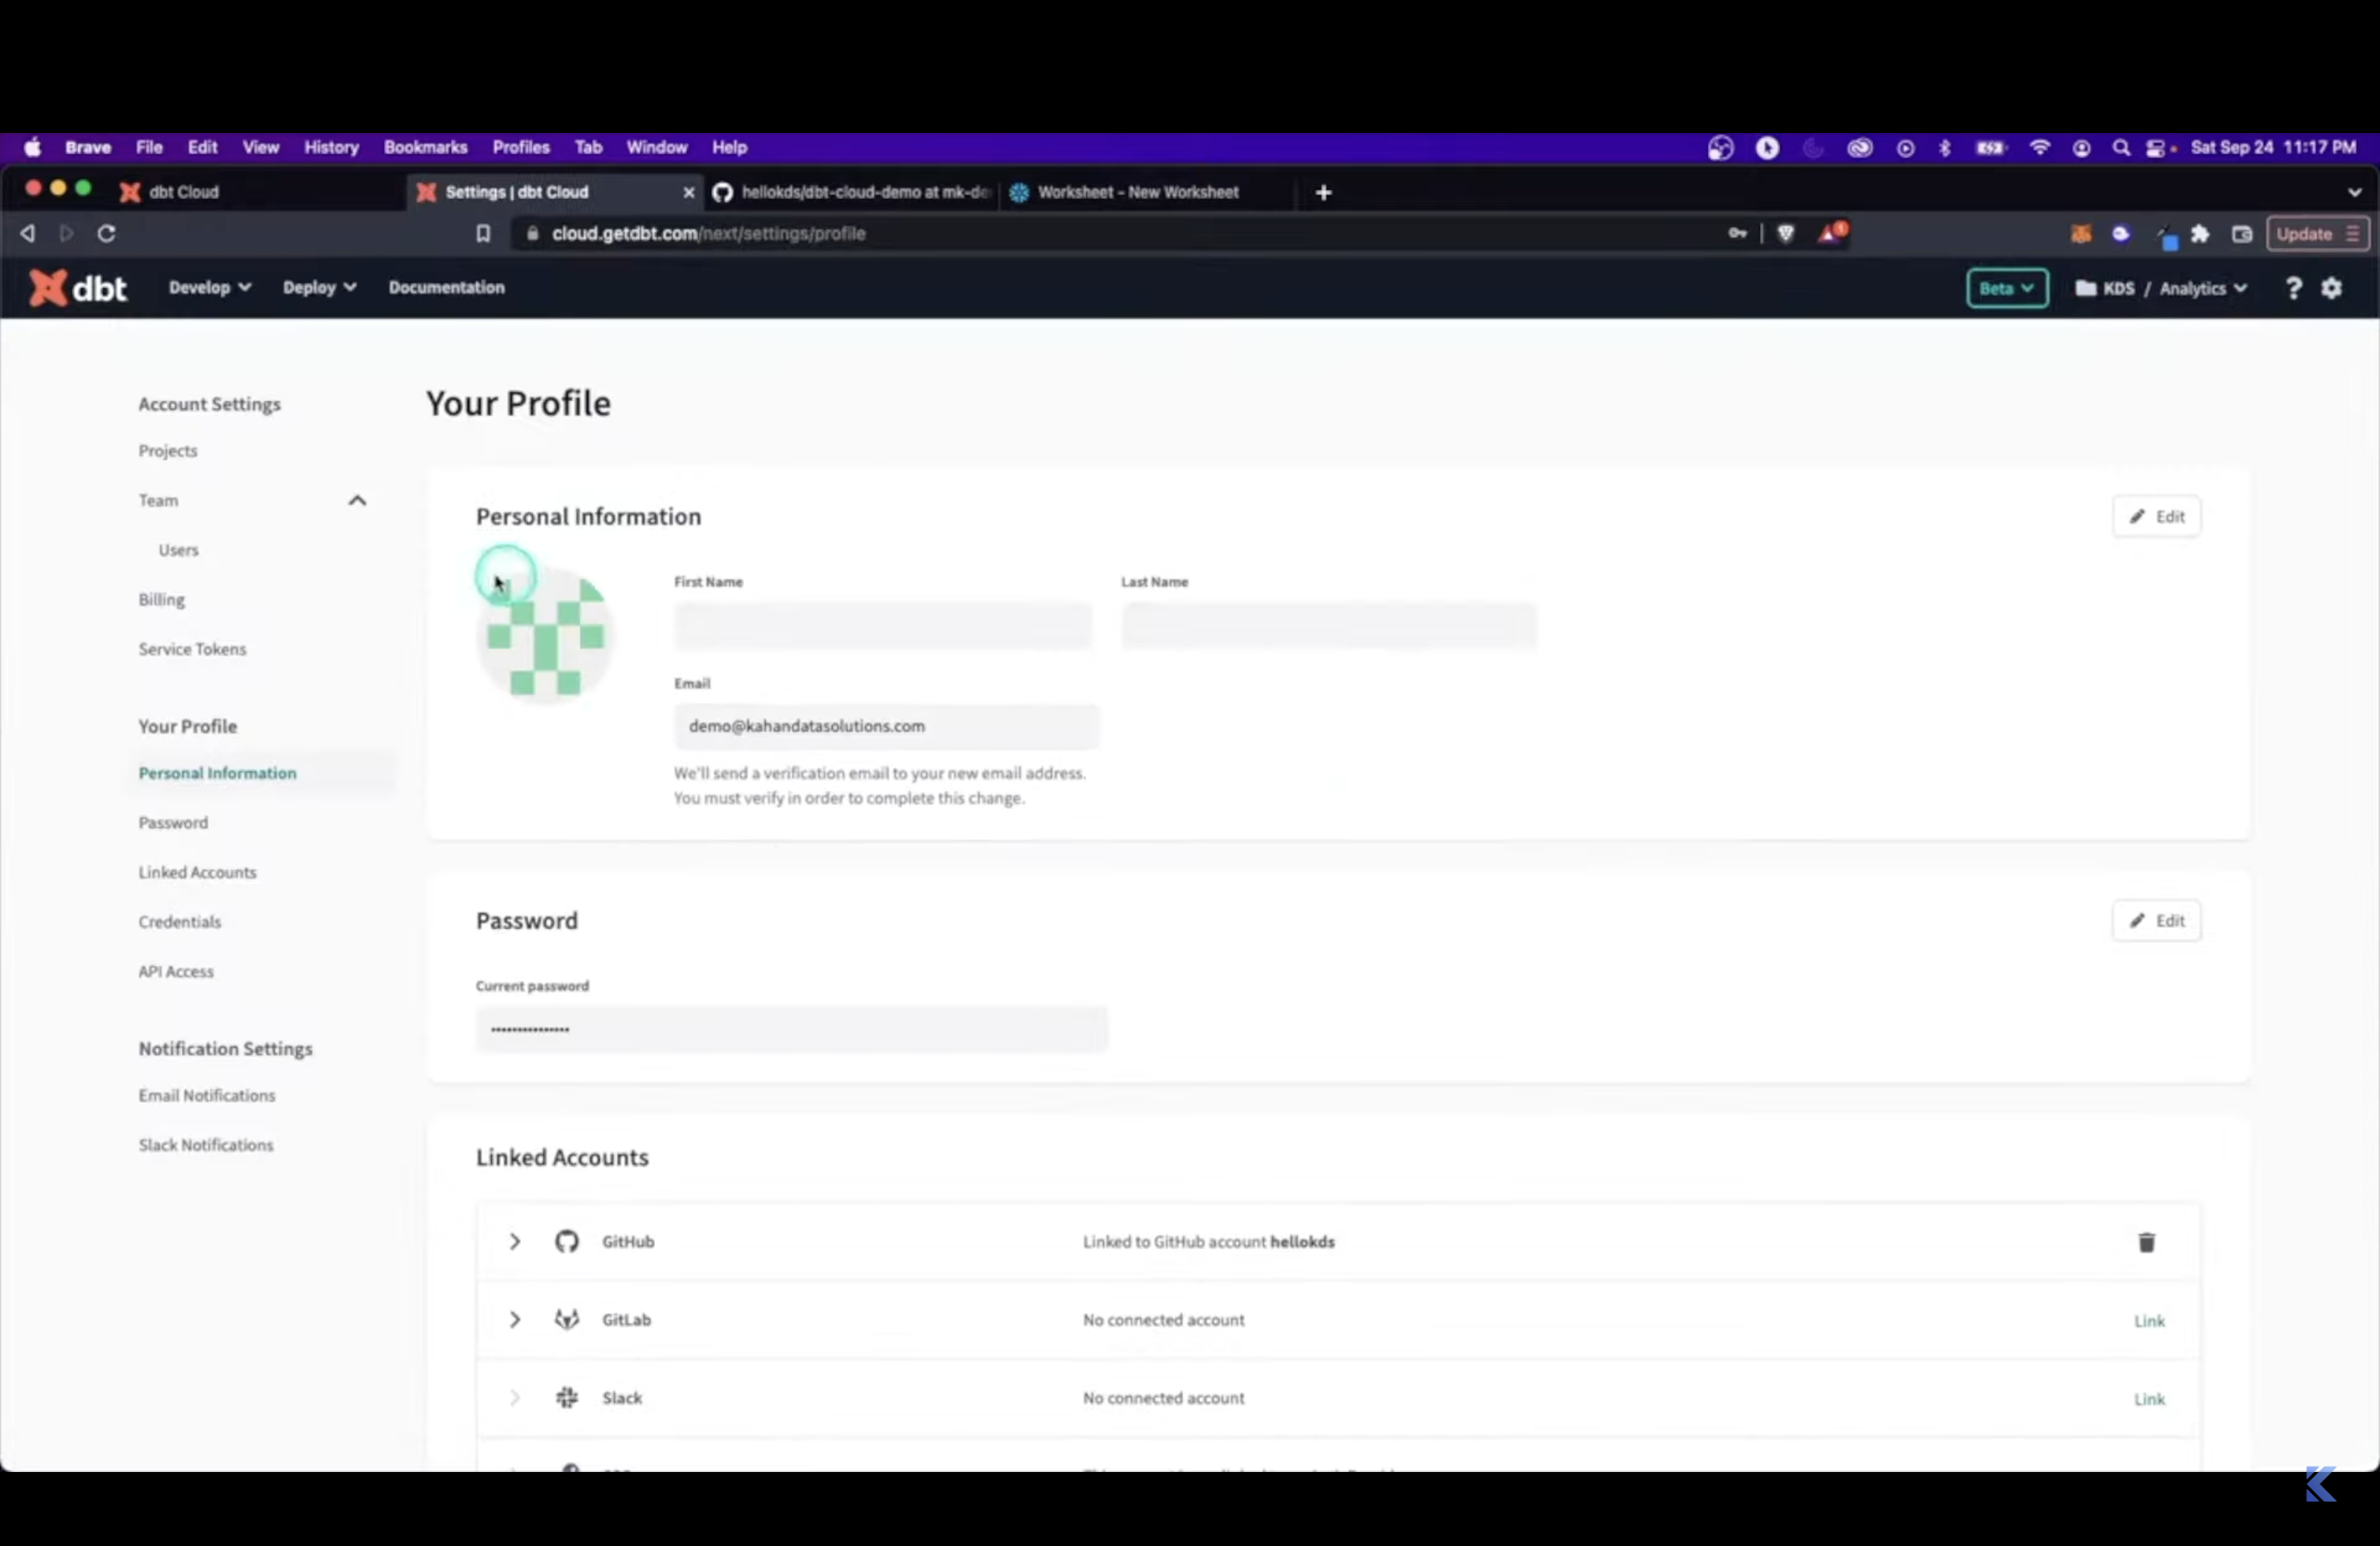 Brave File Edit View History Bookmarks Profiles Tab Window Help Sat Sep 24 11:17 PM
dbt Cloud Settings | dbt Cloud hellokds/dbt-cloud-demo at mk-de Worksheet - New Worksheet
cloud.getdbt.com/next/settings/profile Update
dbt Develop Deploy Documentation Beta KDS / Analytics
Account Settings
Projects
Team
Users
Billing
Service Tokens
Your Profile
Personal Information
Password
Linked Accounts
Credentials
API Access
Notification Settings
Email Notifications
Slack Notifications
Your Profile
Personal Information Edit
First Name Last Name
Email
demo@kahandatasolutions.com
We'll send a verification email to your new email address.
You must verify in order to complete this change.
Password Edit
Current password
Linked Accounts
GitHub Linked to GitHub account hellokds
GitLab No connected account Link
Slack No connected account Link